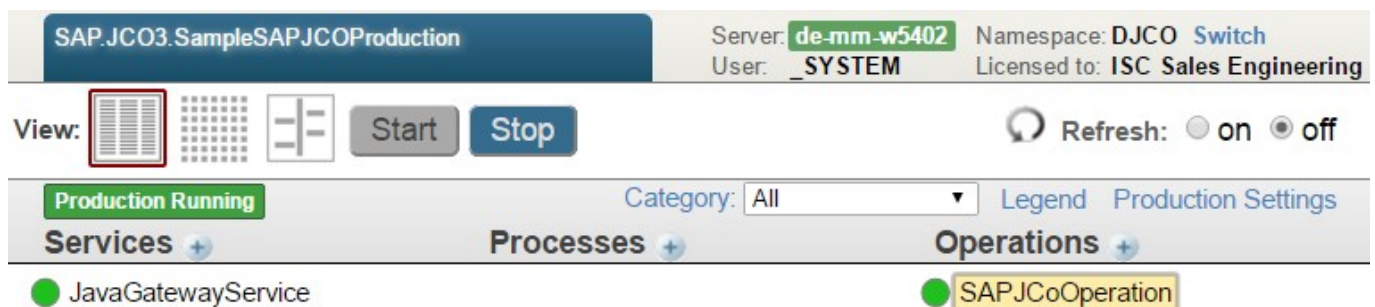 SAP.JCO3.SampleSAPJCOProduction
Server: de-mm-w5402 Namespace: DJCO Switch
User: _SYSTEM Licensed to: ISC Sales Engineering
View: Start Stop Refresh: on off
Production Running Category: All Legend Production Settings
Services Processes Operations
JavaGatewayService SAPJCoOperation